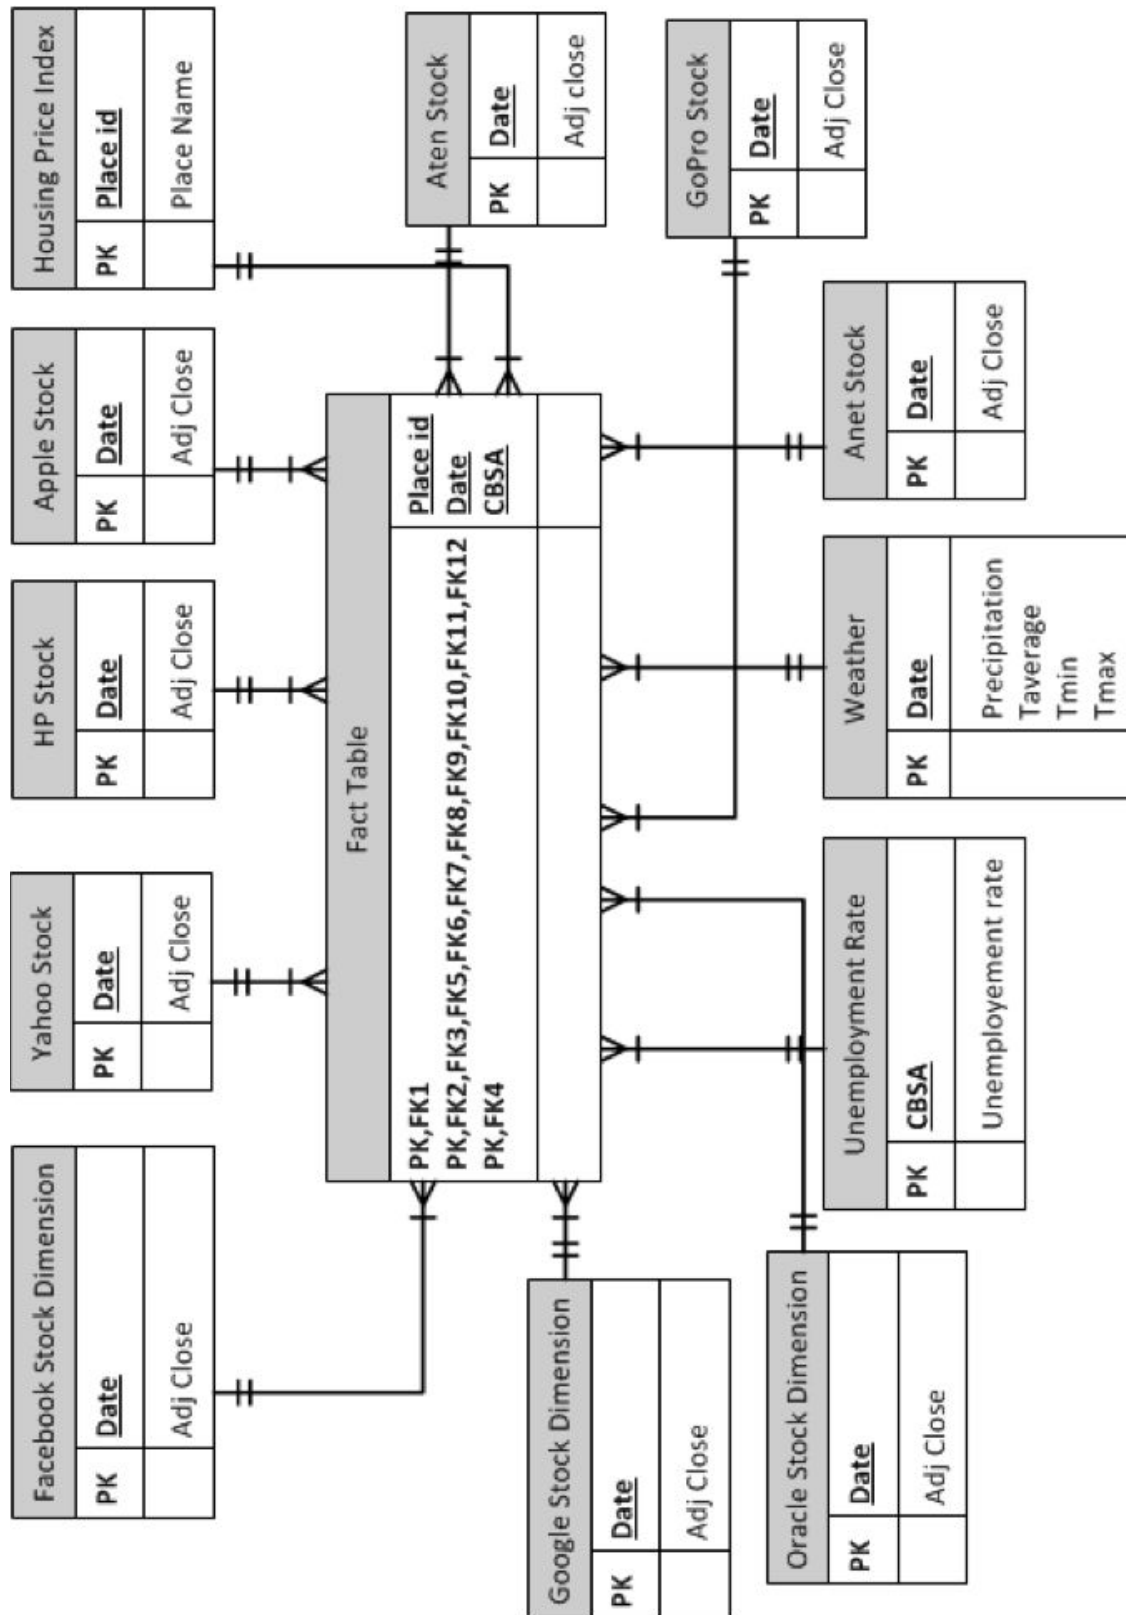 Facebook Stock Dimension
PK Date
Adj Close
Yahoo Stock
PK Date
Adj Close
HP Stock
PK Date
Adj Close
Apple Stock
PK Date
Adj Close
Housing Price Index
PK Place id
Place Name
Fact Table
PK,FK1 Place id
PK,FK2,FK3,FK5,FK6,FK7,FK8,FK9,FK10,FK11,FK12 Date
PK,FK4 CBSA
Aten Stock
PK Date
Adj close
Google Stock Dimension
PK Date
Adj Close
GoPro Stock
PK Date
Adj Close
Oracle Stock Dimension
PK Date
Adj Close
Unemployment Rate
PK CBSA
Unemployement rate
Weather
PK Date
Precipitation
Taverage
Tmin
Tmax
Anet Stock
PK Date
Adj Close